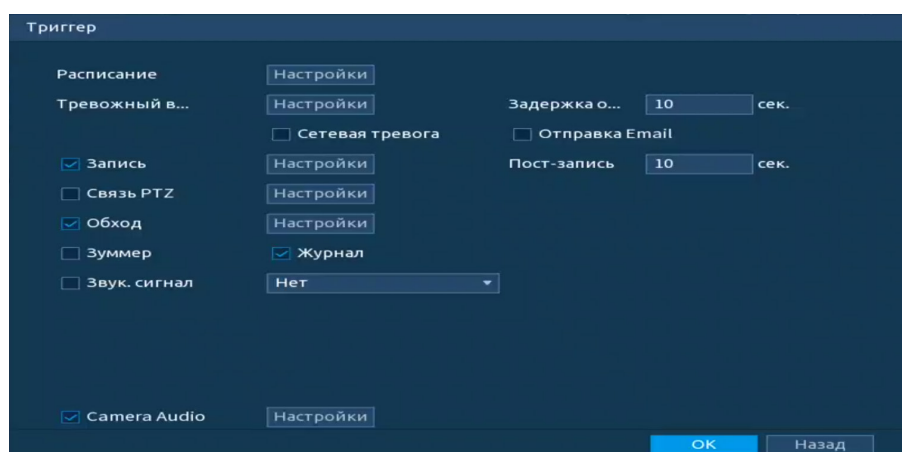 Триггер
Расписание Настройки
Тревожный в... Настройки Задержка о... 10 сек.
Сетевая тревога Отправка Email
Запись Настройки Пост-запись 10 сек.
Связь PTZ Настройки
Обход Настройки
Зуммер Журнал
Звук. сигнал Нет
Camera Audio Настройки
OK Назад